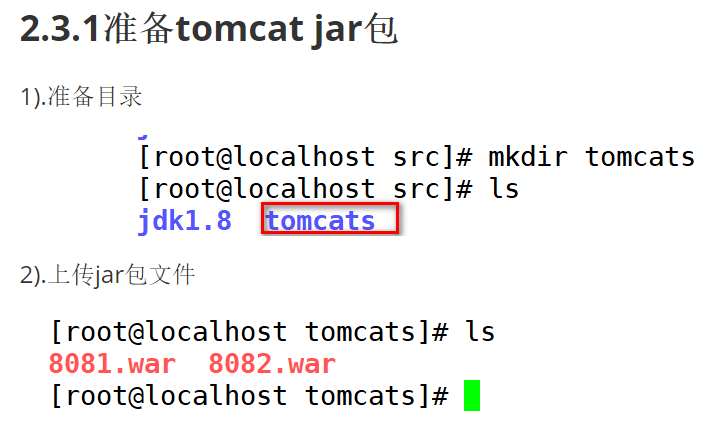 2.3.1准备tomcat jar包
1).准备目录
[root@localhost src]# mkdir tomcats
[root@localhost src]# ls
jdk1.8  tomcats
2).上传jar包文件
[root@localhost tomcats]# ls
8081.war  8082.war
[root@localhost tomcats]#